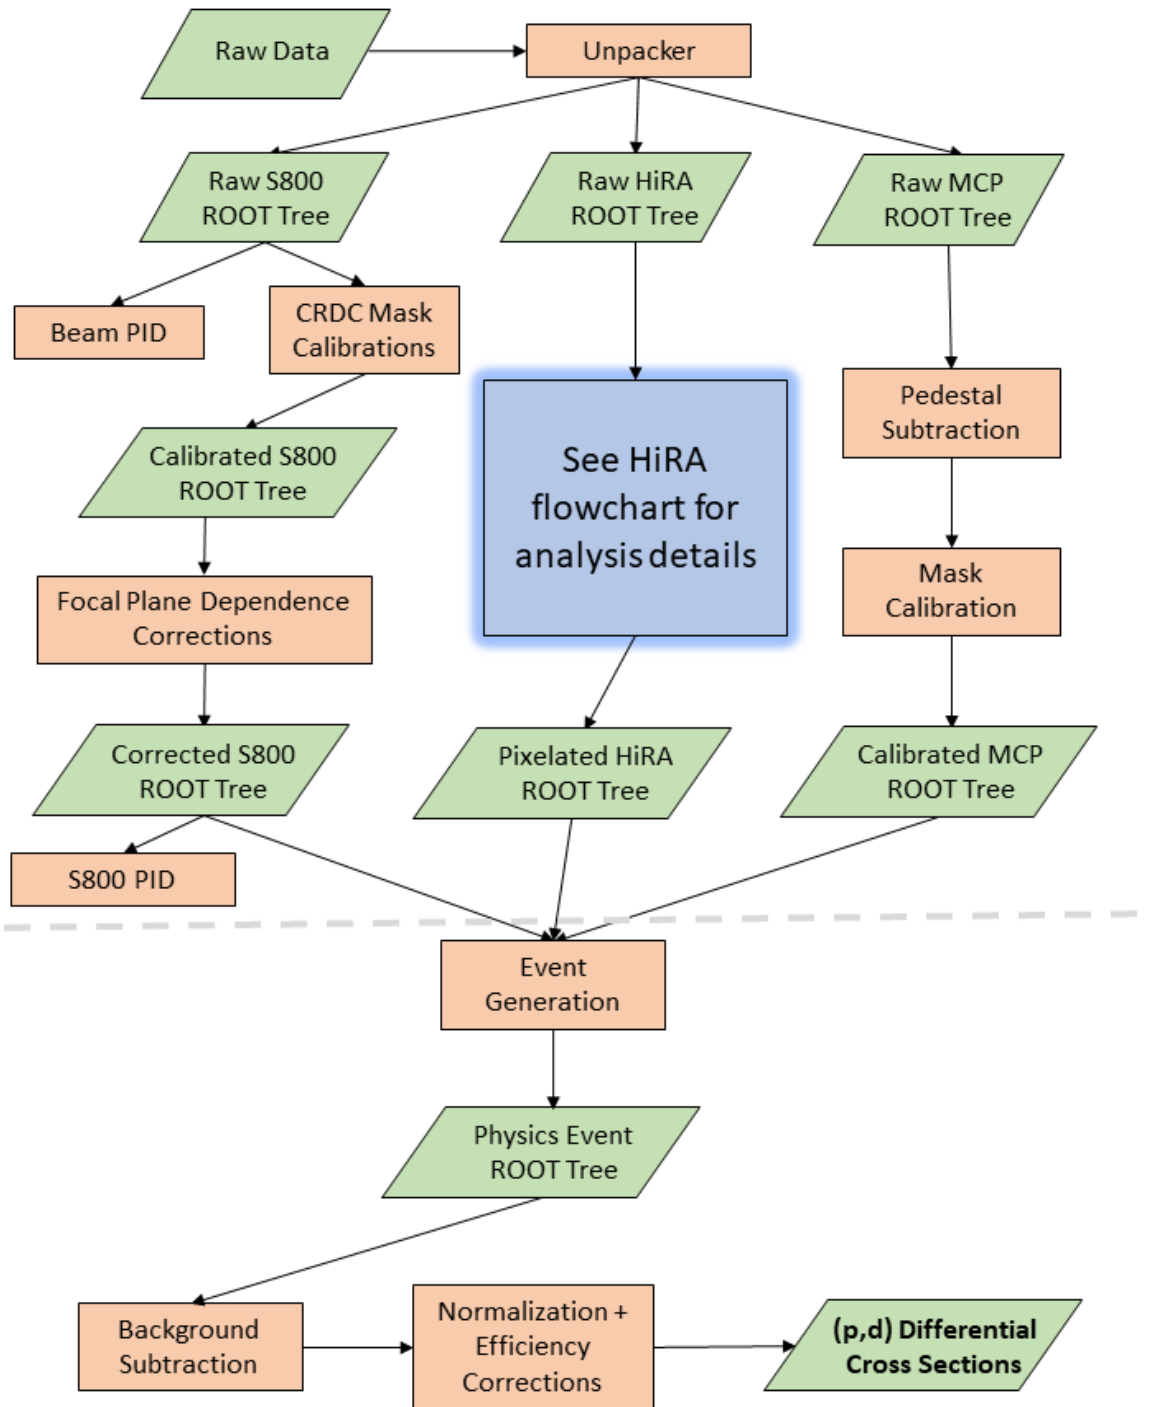 Raw Data
Unpacker
Raw S800
ROOT Tree
Raw HiRA
ROOT Tree
Raw MCP
ROOT Tree
Beam PID
CRDC Mask
Calibrations
Calibrated S800
ROOT Tree
Focal Plane Dependence
Corrections
Corrected S800
ROOT Tree
S800 PID
See HiRA
flowchart for
analysis details
Pixelated HiRA
ROOT Tree
Pedestal
Subtraction
Mask
Calibration
Calibrated MCP
ROOT Tree
Event
Generation
Physics Event
ROOT Tree
Background
Subtraction
Normalization +
Efficiency
Corrections
(p,d) Differential
Cross Sections